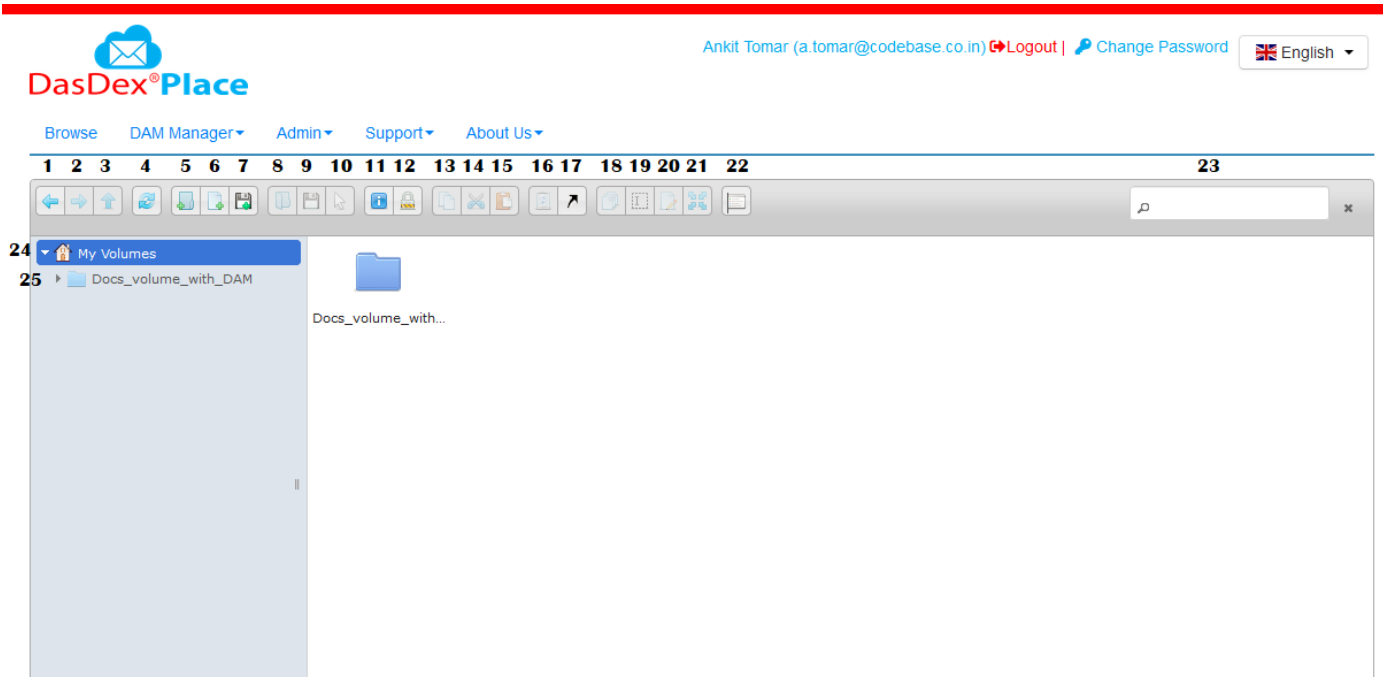 Ankit Tomar (a.tomar@codebase.co.in) Logout | Change Password English
DasDex®Place
Browse DAM Manager Admin Support About Us
1 2 3 4 5 6 7 8 9 10 11 12 13 14 15 16 17 18 19 20 21 22 23
24 My Volumes
25 Docs_volume_with_DAM
Docs_volume_with...